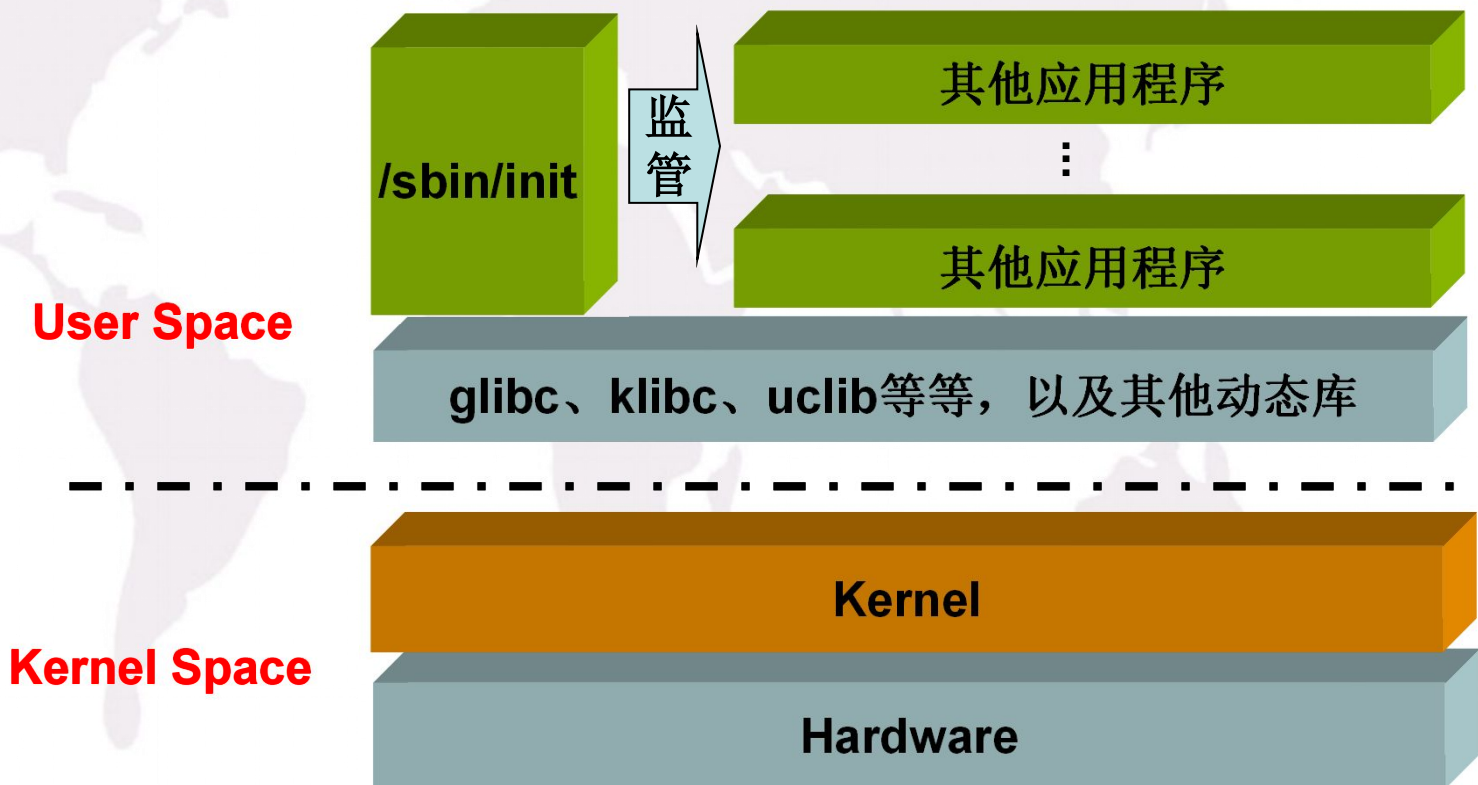 /sbin/init
监
管
其他应用程序
⋮
其他应用程序
User Space
glibc、klibc、uclib等等，以及其他动态库
Kernel
Kernel Space
Hardware